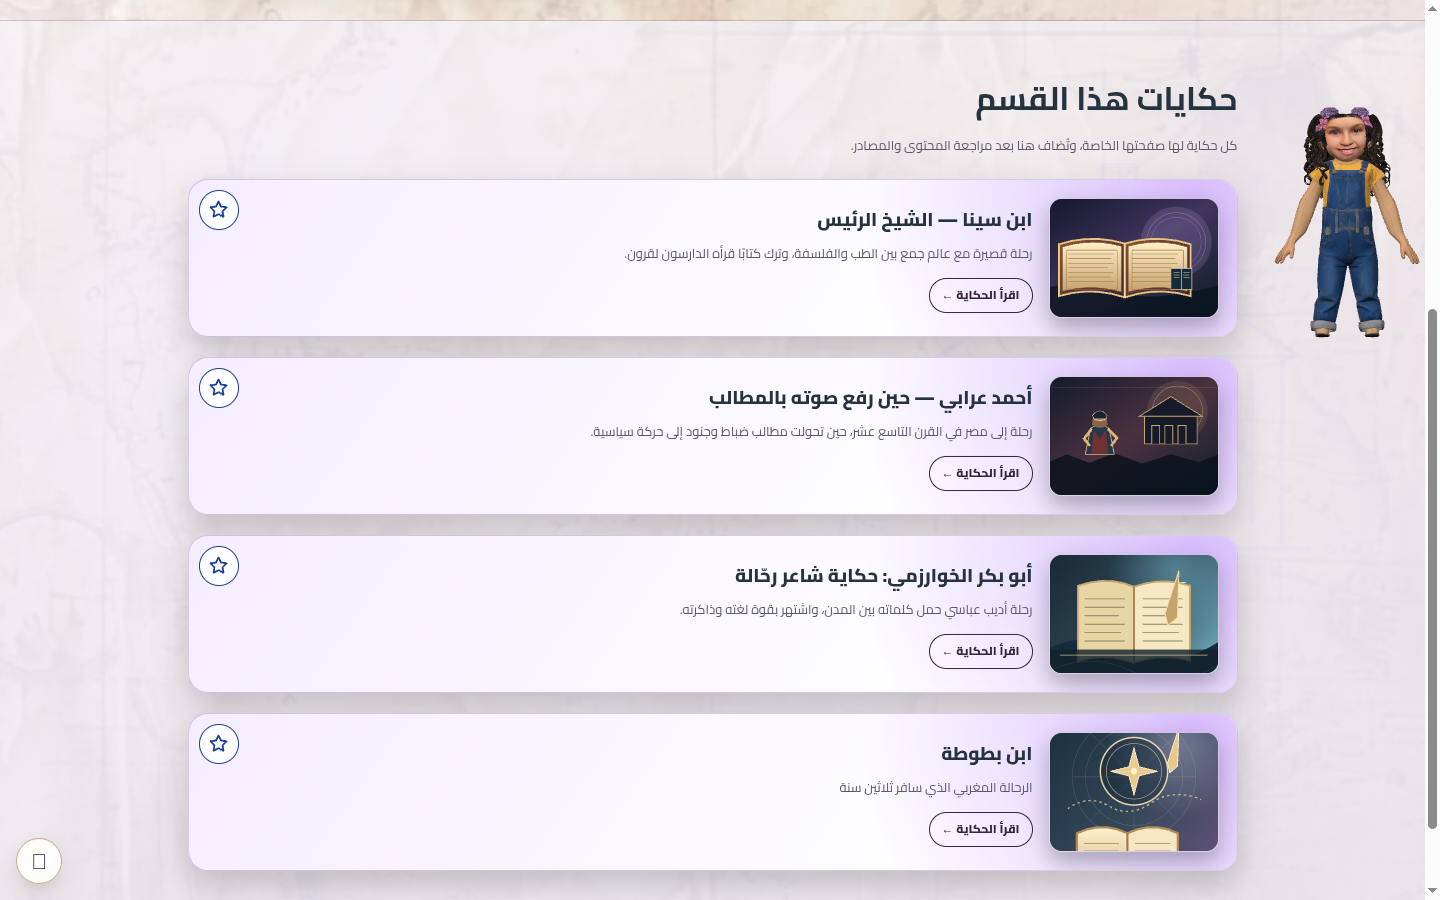 حكايات هذا القسم
كل حكاية لها صفحتها الخاصة، وتُضاف هنا بعد مراجعة المحتوى والمصادر.
ابن سينا — الشيخ الرئيس
رحلة قصيرة مع عالم جمع بين الطب والفلسفة، وترك كتابًا قرأه الدارسون لقرون.
اقرأ الحكاية ←
أحمد عرابي — حين رفع صوته بالمطالب
رحلة إلى مصر في القرن التاسع عشر، حين تحولت مطالب ضباط وجنود إلى حركة سياسية.
اقرأ الحكاية ←
أبو بكر الخوارزمي: حكاية شاعر رحّالة
رحلة أديب عباسي حمل كلماته بين المدن، واشتهر بقوة لغته وذاكرته.
اقرأ الحكاية ←
ابن بطوطة
الرحالة المغربي الذي سافر ثلاثين سنة
اقرأ الحكاية ←